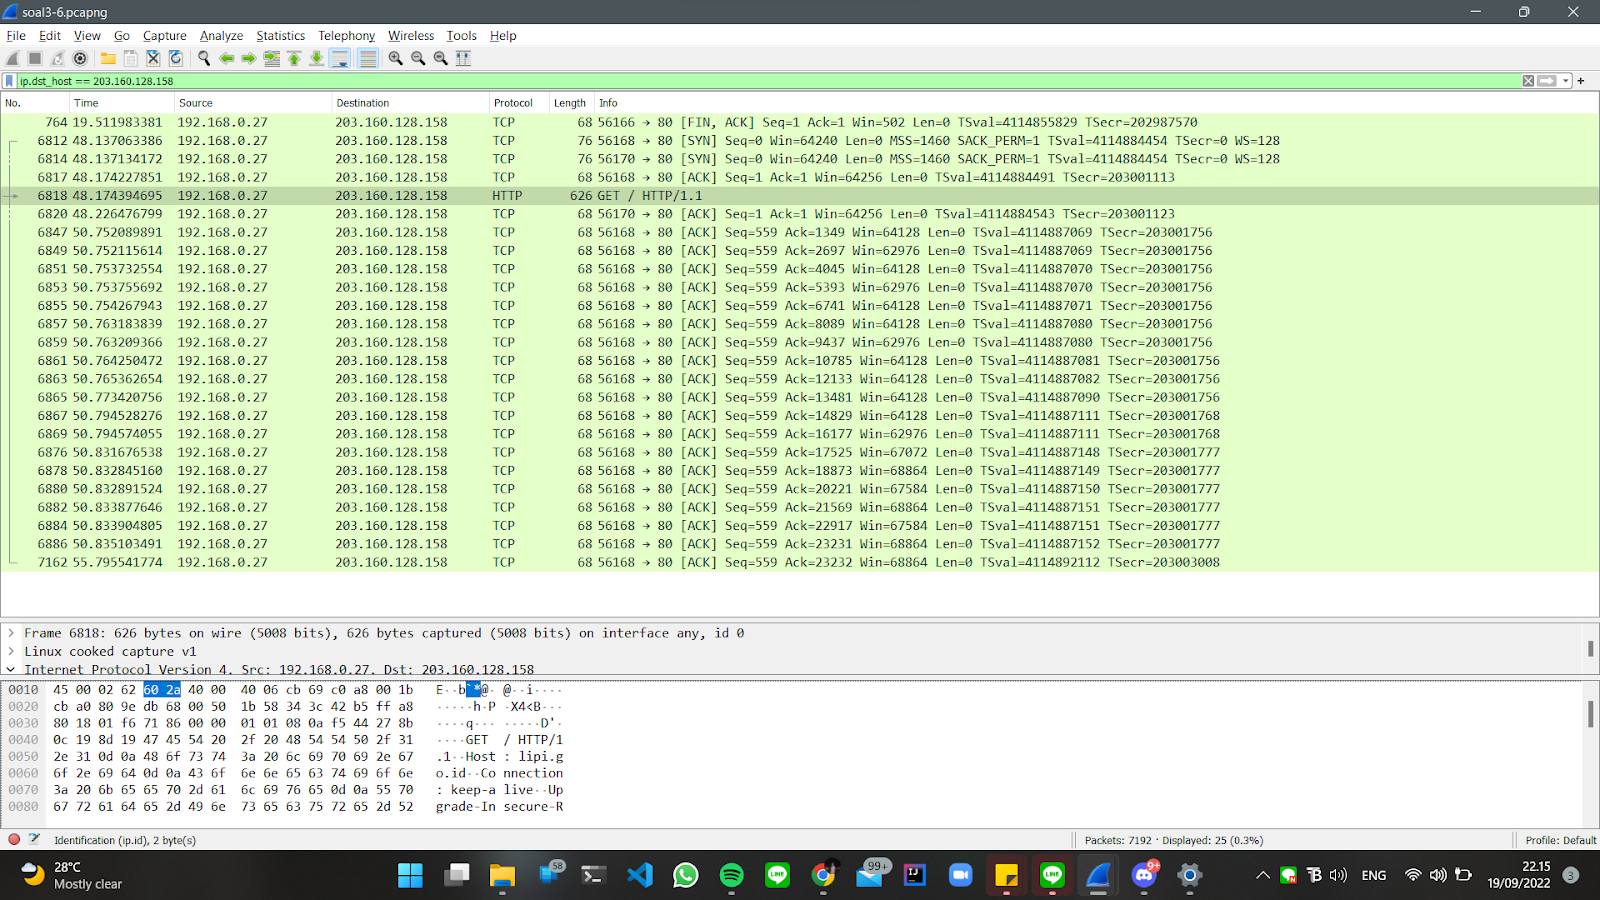 soal3-6.pcapng
File Edit View Go Capture Analyze Statistics Telephony Wireless Tools Help
ip.dst_host == 203.160.128.158
No. Time Source Destination Protocol Length Info
764 19.511983381 192.168.0.27 203.160.128.158 TCP 68 56166 → 80 [FIN, ACK] Seq=1 Ack=1 Win=502 Len=0 TSval=4114855829 TSecr=202987570
6812 48.137063386 192.168.0.27 203.160.128.158 TCP 76 56168 → 80 [SYN] Seq=0 Win=64240 Len=0 MSS=1460 SACK_PERM=1 TSval=4114884454 TSecr=0 WS=128
6814 48.137134172 192.168.0.27 203.160.128.158 TCP 76 56170 → 80 [SYN] Seq=0 Win=64240 Len=0 MSS=1460 SACK_PERM=1 TSval=4114884454 TSecr=0 WS=128
6817 48.174227851 192.168.0.27 203.160.128.158 TCP 68 56168 → 80 [ACK] Seq=1 Ack=1 Win=64256 Len=0 TSval=4114884491 TSecr=203001113
6818 48.174394695 192.168.0.27 203.160.128.158 HTTP 626 GET / HTTP/1.1
6820 48.226476799 192.168.0.27 203.160.128.158 TCP 68 56170 → 80 [ACK] Seq=1 Ack=1 Win=64256 Len=0 TSval=4114884543 TSecr=203001123
6847 50.752089891 192.168.0.27 203.160.128.158 TCP 68 56168 → 80 [ACK] Seq=559 Ack=1349 Win=64128 Len=0 TSval=4114887069 TSecr=203001756
6849 50.752115614 192.168.0.27 203.160.128.158 TCP 68 56168 → 80 [ACK] Seq=559 Ack=2697 Win=62976 Len=0 TSval=4114887069 TSecr=203001756
6851 50.753732554 192.168.0.27 203.160.128.158 TCP 68 56168 → 80 [ACK] Seq=559 Ack=4045 Win=64128 Len=0 TSval=4114887070 TSecr=203001756
6853 50.753755692 192.168.0.27 203.160.128.158 TCP 68 56168 → 80 [ACK] Seq=559 Ack=5393 Win=62976 Len=0 TSval=4114887070 TSecr=203001756
6855 50.754267943 192.168.0.27 203.160.128.158 TCP 68 56168 → 80 [ACK] Seq=559 Ack=6741 Win=64128 Len=0 TSval=4114887071 TSecr=203001756
6857 50.763183839 192.168.0.27 203.160.128.158 TCP 68 56168 → 80 [ACK] Seq=559 Ack=8089 Win=64128 Len=0 TSval=4114887080 TSecr=203001756
6859 50.763209366 192.168.0.27 203.160.128.158 TCP 68 56168 → 80 [ACK] Seq=559 Ack=9437 Win=62976 Len=0 TSval=4114887080 TSecr=203001756
6861 50.764250472 192.168.0.27 203.160.128.158 TCP 68 56168 → 80 [ACK] Seq=559 Ack=10785 Win=64128 Len=0 TSval=4114887081 TSecr=203001756
6863 50.765362654 192.168.0.27 203.160.128.158 TCP 68 56168 → 80 [ACK] Seq=559 Ack=12133 Win=64128 Len=0 TSval=4114887082 TSecr=203001756
6865 50.773420756 192.168.0.27 203.160.128.158 TCP 68 56168 → 80 [ACK] Seq=559 Ack=13481 Win=64128 Len=0 TSval=4114887090 TSecr=203001756
6867 50.794528276 192.168.0.27 203.160.128.158 TCP 68 56168 → 80 [ACK] Seq=559 Ack=14829 Win=64128 Len=0 TSval=4114887111 TSecr=203001768
6869 50.794574055 192.168.0.27 203.160.128.158 TCP 68 56168 → 80 [ACK] Seq=559 Ack=16177 Win=62976 Len=0 TSval=4114887111 TSecr=203001768
6876 50.831676538 192.168.0.27 203.160.128.158 TCP 68 56168 → 80 [ACK] Seq=559 Ack=17525 Win=67072 Len=0 TSval=4114887148 TSecr=203001777
6878 50.832845160 192.168.0.27 203.160.128.158 TCP 68 56168 → 80 [ACK] Seq=559 Ack=18873 Win=68864 Len=0 TSval=4114887149 TSecr=203001777
6880 50.832891524 192.168.0.27 203.160.128.158 TCP 68 56168 → 80 [ACK] Seq=559 Ack=20221 Win=67584 Len=0 TSval=4114887150 TSecr=203001777
6882 50.833877646 192.168.0.27 203.160.128.158 TCP 68 56168 → 80 [ACK] Seq=559 Ack=21569 Win=68864 Len=0 TSval=4114887151 TSecr=203001777
6884 50.833904805 192.168.0.27 203.160.128.158 TCP 68 56168 → 80 [ACK] Seq=559 Ack=22917 Win=67584 Len=0 TSval=4114887151 TSecr=203001777
6886 50.835103491 192.168.0.27 203.160.128.158 TCP 68 56168 → 80 [ACK] Seq=559 Ack=23231 Win=68864 Len=0 TSval=4114887152 TSecr=203001777
7162 55.795541774 192.168.0.27 203.160.128.158 TCP 68 56168 → 80 [ACK] Seq=559 Ack=23232 Win=68864 Len=0 TSval=4114892112 TSecr=203003008
Frame 6818: 626 bytes on wire (5008 bits), 626 bytes captured (5008 bits) on interface any, id 0
Linux cooked capture v1
Internet Protocol Version 4, Src: 192.168.0.27, Dst: 203.160.128.158
0010 45 00 02 62 60 2a 40 00 40 06 cb 69 c0 a8 00 1b E··b`*@· @··i····
0020 cb a0 80 9e db 68 00 50 1b 58 34 3c 42 b5 ff a8 ·····h·P ·X4<B···
0030 80 18 01 f6 71 86 00 00 01 01 08 0a f5 44 27 8b ····q··· ·····D'·
0040 0c 19 8d 19 47 45 54 20 2f 20 48 54 54 50 2f 31 ····GET / HTTP/1
0050 2e 31 0d 0a 48 6f 73 74 3a 20 6c 69 70 69 2e 67 .1··Host : lipi.g
0060 6f 2e 69 64 0d 0a 43 6f 6e 6e 65 63 74 69 6f 6e o.id··Co nnection
0070 3a 20 6b 65 65 70 2d 61 6c 69 76 65 0d 0a 55 70 : keep-a live··Up
0080 67 72 61 64 65 2d 49 6e 73 65 63 75 72 65 2d 52 grade-In secure-R
Identification (ip.id), 2 byte(s) Packets: 7192 · Displayed: 25 (0.3%) Profile: Default
28°C
Mostly clear
58
99+
9+
ENG
22.15
19/09/2022
3